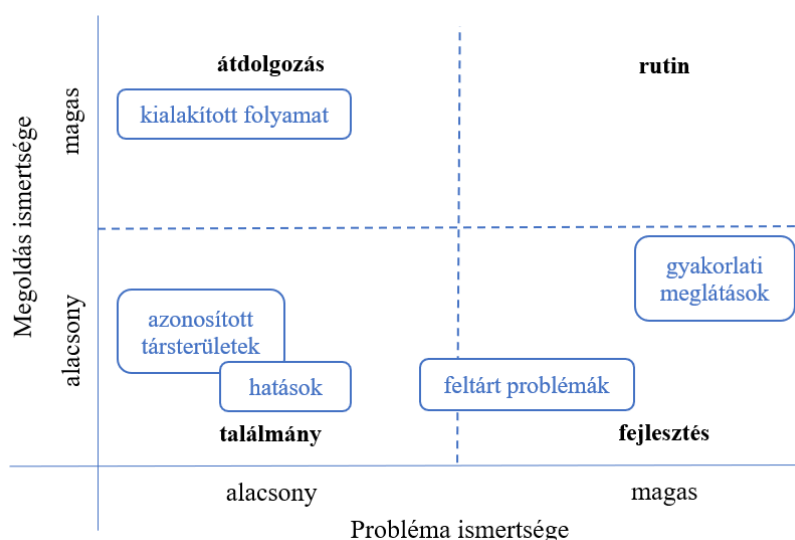 átdolgozás
rutin
kialakított folyamat
magas
Megoldás ismertsége
gyakorlati
meglátások
azonosított
társterületek
alacsony
hatások
feltárt problémák
találmány
fejlesztés
alacsony
magas
Probléma ismertsége